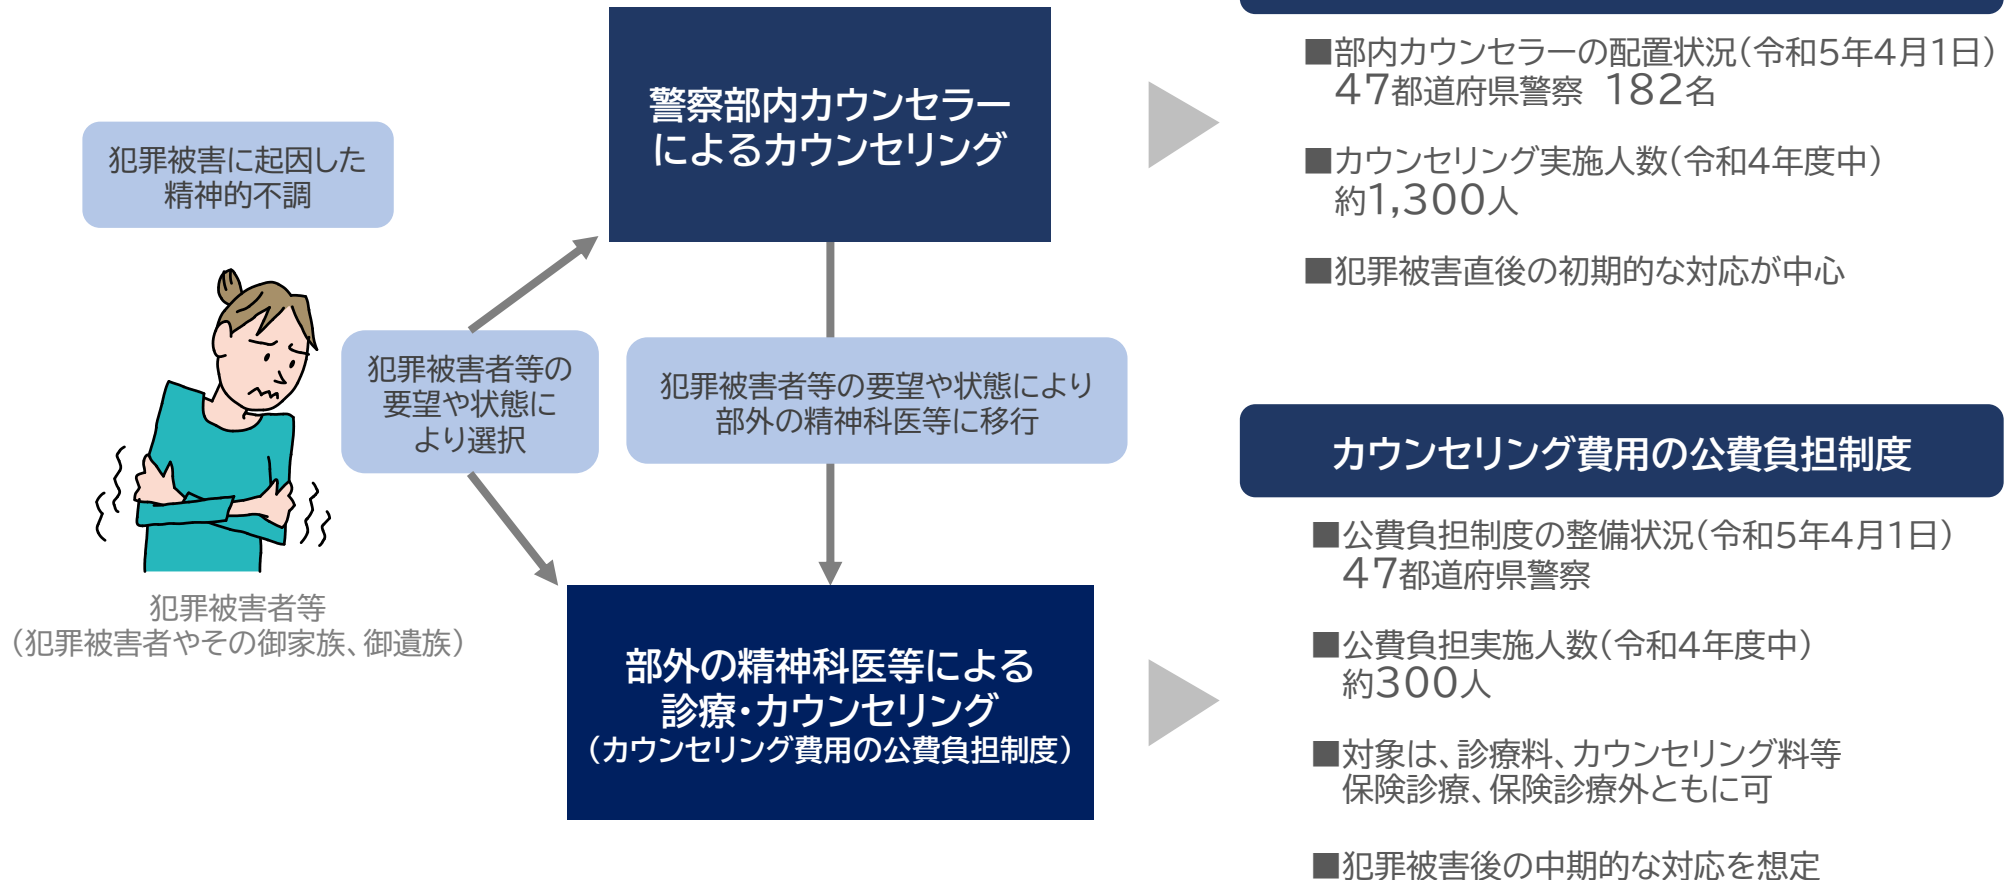 犯罪被害に起因した
精神的不調
犯罪被害者等
（犯罪被害者やその御家族、御遺族）
犯罪被害者等の
要望や状態に
より選択
警察部内カウンセラー
によるカウンセリング
犯罪被害者等の要望や状態により
部外の精神科医等に移行
部外の精神科医等による
診療・カウンセリング
（カウンセリング費用の公費負担制度）
■部内カウンセラーの配置状況（令和5年4月1日）
47都道府県警察 182名
■カウンセリング実施人数（令和4年度中）
約1,300人
■犯罪被害直後の初期的な対応が中心
カウンセリング費用の公費負担制度
■公費負担制度の整備状況（令和5年4月1日）
47都道府県警察
■公費負担実施人数（令和4年度中）
約300人
■対象は、診療料、カウンセリング料等
保険診療、保険診療外ともに可
■犯罪被害後の中期的な対応を想定